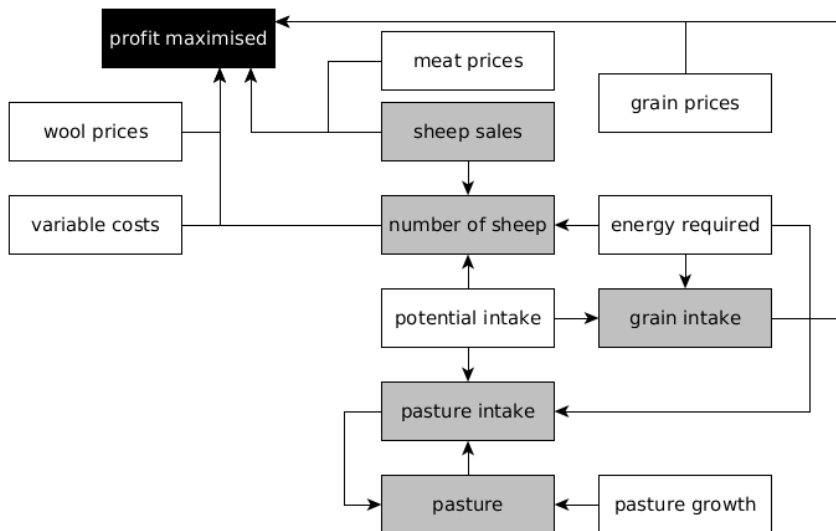 profit maximised
meat prices
grain prices
wool prices
sheep sales
variable costs
number of sheep
energy required
potential intake
grain intake
pasture intake
pasture
pasture growth